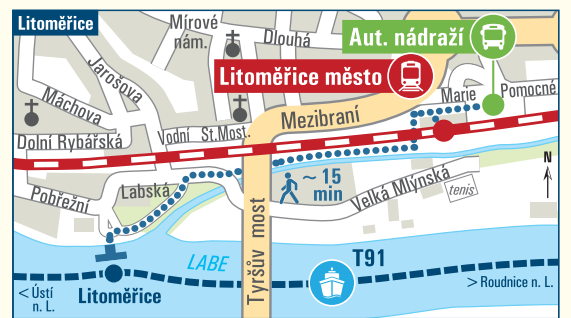 Litoměřice
Mírové
nám.
Dlouhá
Aut. nádraží
Jarošova
Litoměřice město
Máchova
Mezibraní
Marie
Pomocné
Dolní Rybářská
Vodní
St.Most.
Pobřežní
Labská
~ 15
min
Velká Mlýnská
tenis
N
Tyršův most
LABE
T91
< Ústí
n. L.
Litoměřice
> Roudnice n. L.